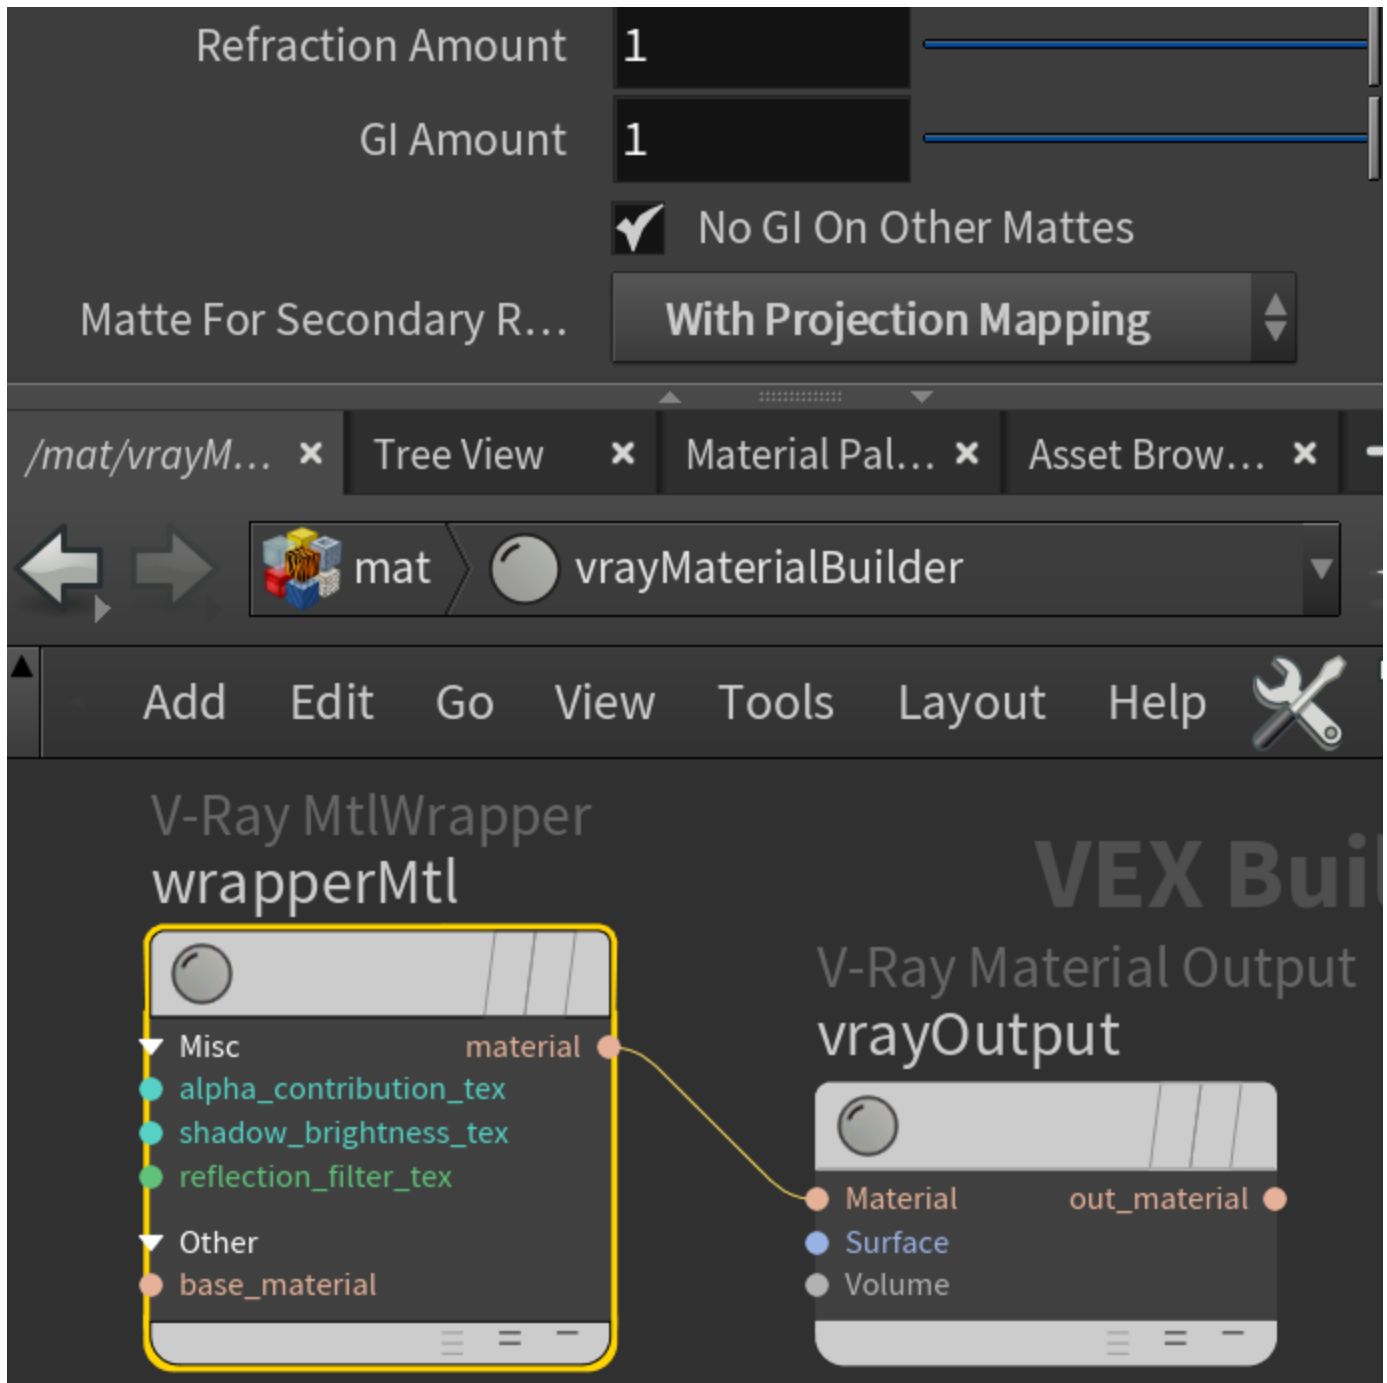 Refraction Amount 1
GI Amount 1
No GI On Other Mattes
Matte For Secondary R... With Projection Mapping
/mat/vrayM... Tree View Material Pal... Asset Brow...
mat vrayMaterialBuilder
Add Edit Go View Tools Layout Help
V-Ray MtlWrapper
wrapperMtl
VEX Buil
V-Ray Material Output
vrayOutput
Misc material
alpha_contribution_tex
shadow_brightness_tex
reflection_filter_tex
Material out_material
Other
Surface
base_material
Volume